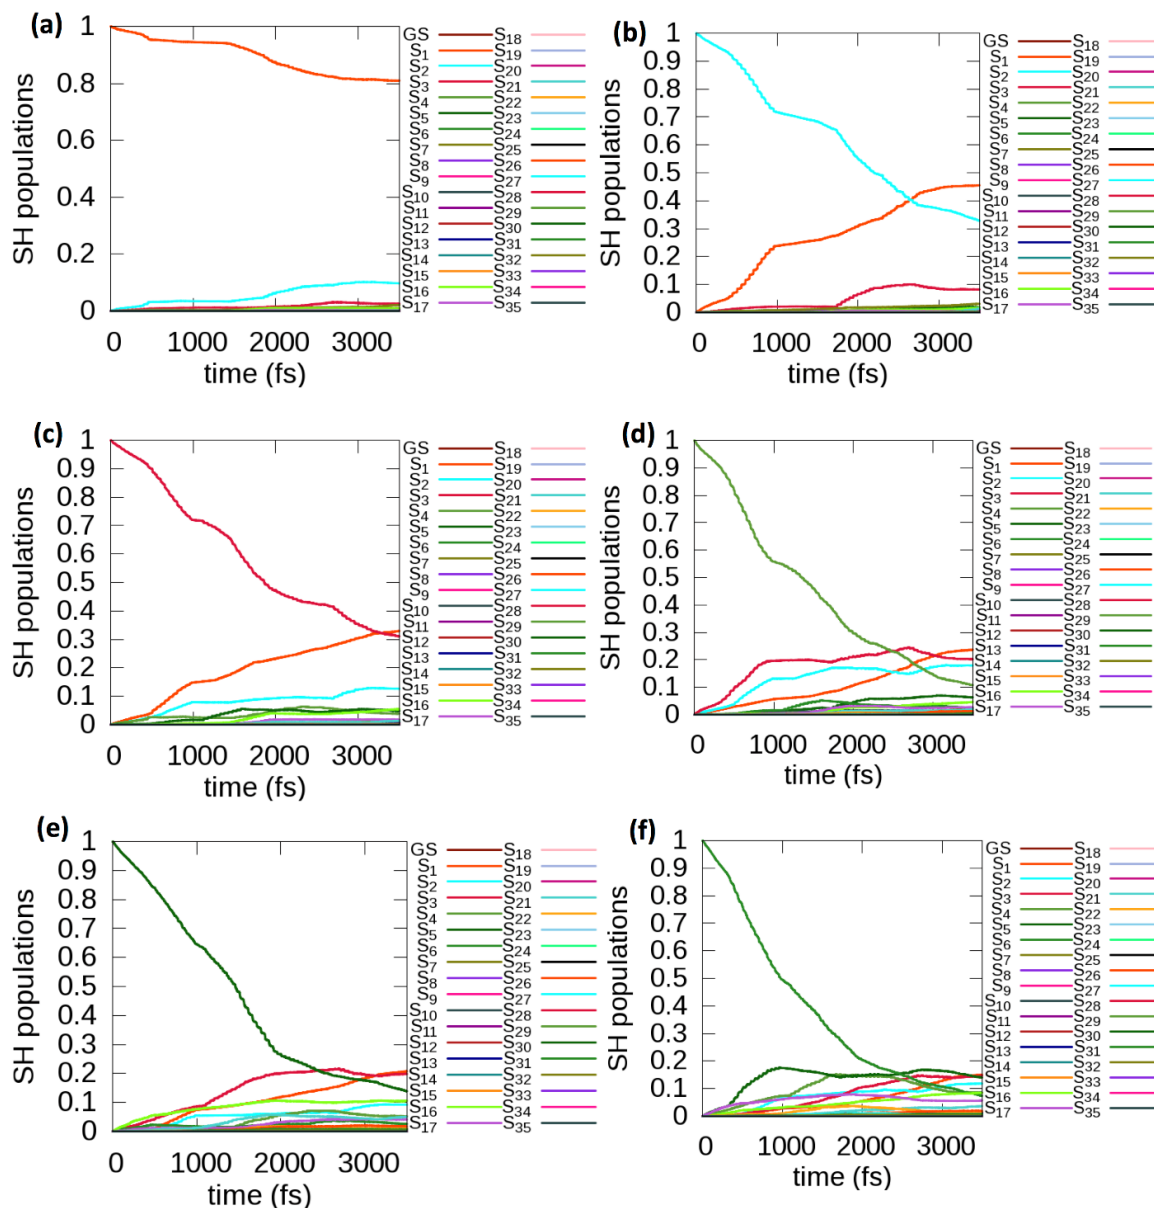 (a)
SH populations
1
0.8
0.6
0.4
0.2
0
0 1000 2000 3000
time (fs)
GS S₁₈
S₁ S₁₉
S₂ S₂₀
S₃ S₂₁
S₄ S₂₂
S₅ S₂₃
S₆ S₂₄
S₇ S₂₅
S₈ S₂₆
S₉ S₂₇
S₁₀ S₂₈
S₁₁ S₂₉
S₁₂ S₃₀
S₁₃ S₃₁
S₁₄ S₃₂
S₁₅ S₃₃
S₁₆ S₃₄
S₁₇ S₃₅
(b)
SH populations
1
0.9
0.8
0.7
0.6
0.5
0.4
0.3
0.2
0.1
0
0 1000 2000 3000
time (fs)
GS S₁₈
S₁ S₁₉
S₂ S₂₀
S₃ S₂₁
S₄ S₂₂
S₅ S₂₃
S₆ S₂₄
S₇ S₂₅
S₈ S₂₆
S₉ S₂₇
S₁₀ S₂₈
S₁₁ S₂₉
S₁₂ S₃₀
S₁₃ S₃₁
S₁₄ S₃₂
S₁₅ S₃₃
S₁₆ S₃₄
S₁₇ S₃₅
(c)
SH populations
1
0.9
0.8
0.7
0.6
0.5
0.4
0.3
0.2
0.1
0
0 1000 2000 3000
time (fs)
GS S₁₈
S₁ S₁₉
S₂ S₂₀
S₃ S₂₁
S₄ S₂₂
S₅ S₂₃
S₆ S₂₄
S₇ S₂₅
S₈ S₂₆
S₉ S₂₇
S₁₀ S₂₈
S₁₁ S₂₉
S₁₂ S₃₀
S₁₃ S₃₁
S₁₄ S₃₂
S₁₅ S₃₃
S₁₆ S₃₄
S₁₇ S₃₅
(d)
SH populations
1
0.9
0.8
0.7
0.6
0.5
0.4
0.3
0.2
0.1
0
0 1000 2000 3000
time (fs)
GS S₁₈
S₁ S₁₉
S₂ S₂₀
S₃ S₂₁
S₄ S₂₂
S₅ S₂₃
S₆ S₂₄
S₇ S₂₅
S₈ S₂₆
S₉ S₂₇
S₁₀ S₂₈
S₁₁ S₂₉
S₁₂ S₃₀
S₁₃ S₃₁
S₁₄ S₃₂
S₁₅ S₃₃
S₁₆ S₃₄
S₁₇ S₃₅
(e)
SH populations
1
0.9
0.8
0.7
0.6
0.5
0.4
0.3
0.2
0.1
0
0 1000 2000 3000
time (fs)
GS S₁₈
S₁ S₁₉
S₂ S₂₀
S₃ S₂₁
S₄ S₂₂
S₅ S₂₃
S₆ S₂₄
S₇ S₂₅
S₈ S₂₆
S₉ S₂₇
S₁₀ S₂₈
S₁₁ S₂₉
S₁₂ S₃₀
S₁₃ S₃₁
S₁₄ S₃₂
S₁₅ S₃₃
S₁₆ S₃₄
S₁₇ S₃₅
(f)
SH populations
1
0.9
0.8
0.7
0.6
0.5
0.4
0.3
0.2
0.1
0
0 1000 2000 3000
time (fs)
GS S₁₈
S₁ S₁₉
S₂ S₂₀
S₃ S₂₁
S₄ S₂₂
S₅ S₂₃
S₆ S₂₄
S₇ S₂₅
S₈ S₂₆
S₉ S₂₇
S₁₀ S₂₈
S₁₁ S₂₉
S₁₂ S₃₀
S₁₃ S₃₁
S₁₄ S₃₂
S₁₅ S₃₃
S₁₆ S₃₄
S₁₇ S₃₅